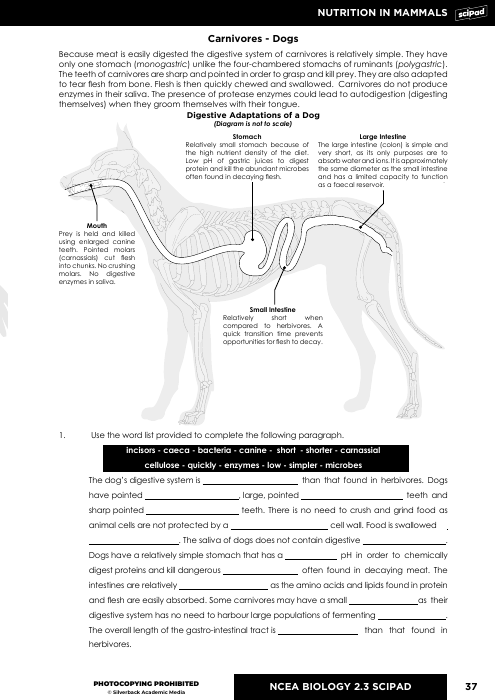 NUTRITION IN MAMMALS
scipad
Carnivores - Dogs
Because meat is easily digested the digestive system of carnivores is relatively simple. They have
only one stomach (monogastric) unlike the four-chambered stomachs of ruminants (polygastric).
The teeth of carnivores are sharp and pointed in order to grasp and kill prey. They are also adapted
to tear flesh from bone. Flesh is then quickly chewed and swallowed. Carnivores do not produce
enzymes in their saliva. The presence of protease enzymes could lead to autodigestion (digesting
themselves) when they groom themselves with their tongue.
Digestive Adaptations of a Dog
(Diagram is not to scale)
Stomach
Relatively small stomach because of
the high nutrient density of the diet.
Low pH of gastric juices to digest
protein and kill the abundant microbes
often found in decaying flesh.
Large Intestine
The large intestine (colon) is simple and
very short, as its only purposes are to
absorb water and ions. It is approximately
the same diameter as the small intestine
and has a limited capacity to function
as a faecal reservoir.
Mouth
Prey is held and killed
using enlarged canine
teeth. Pointed molars
(carnassials) cut flesh
into chunks. No crushing
molars. No digestive
enzymes in saliva.
Small Intestine
Relatively short when
compared to herbivores. A
quick transition time prevents
opportunities for flesh to decay.
1. Use the word list provided to complete the following paragraph.
incisors - caeca - bacteria - canine - short - shorter - carnassial
cellulose - quickly - enzymes - low - simpler - microbes
The dog's digestive system is ____ than that found in herbivores. Dogs
have pointed ____, large, pointed ____ teeth and
sharp pointed ____ teeth. There is no need to crush and grind food as
animal cells are not protected by a ____ cell wall. Food is swallowed
____. The saliva of dogs does not contain digestive ____.
Dogs have a relatively simple stomach that has a ____ pH in order to chemically
digest proteins and kill dangerous ____ often found in decaying meat. The
intestines are relatively ____ as the amino acids and lipids found in protein
and flesh are easily absorbed. Some carnivores may have a small ____ as their
digestive system has no need to harbour large populations of fermenting ____.
The overall length of the gastro-intestinal tract is ____ than that found in
herbivores.
PHOTOCOPYING PROHIBITED
© Silverback Academic Media
NCEA BIOLOGY 2.3 SCIPAD
37